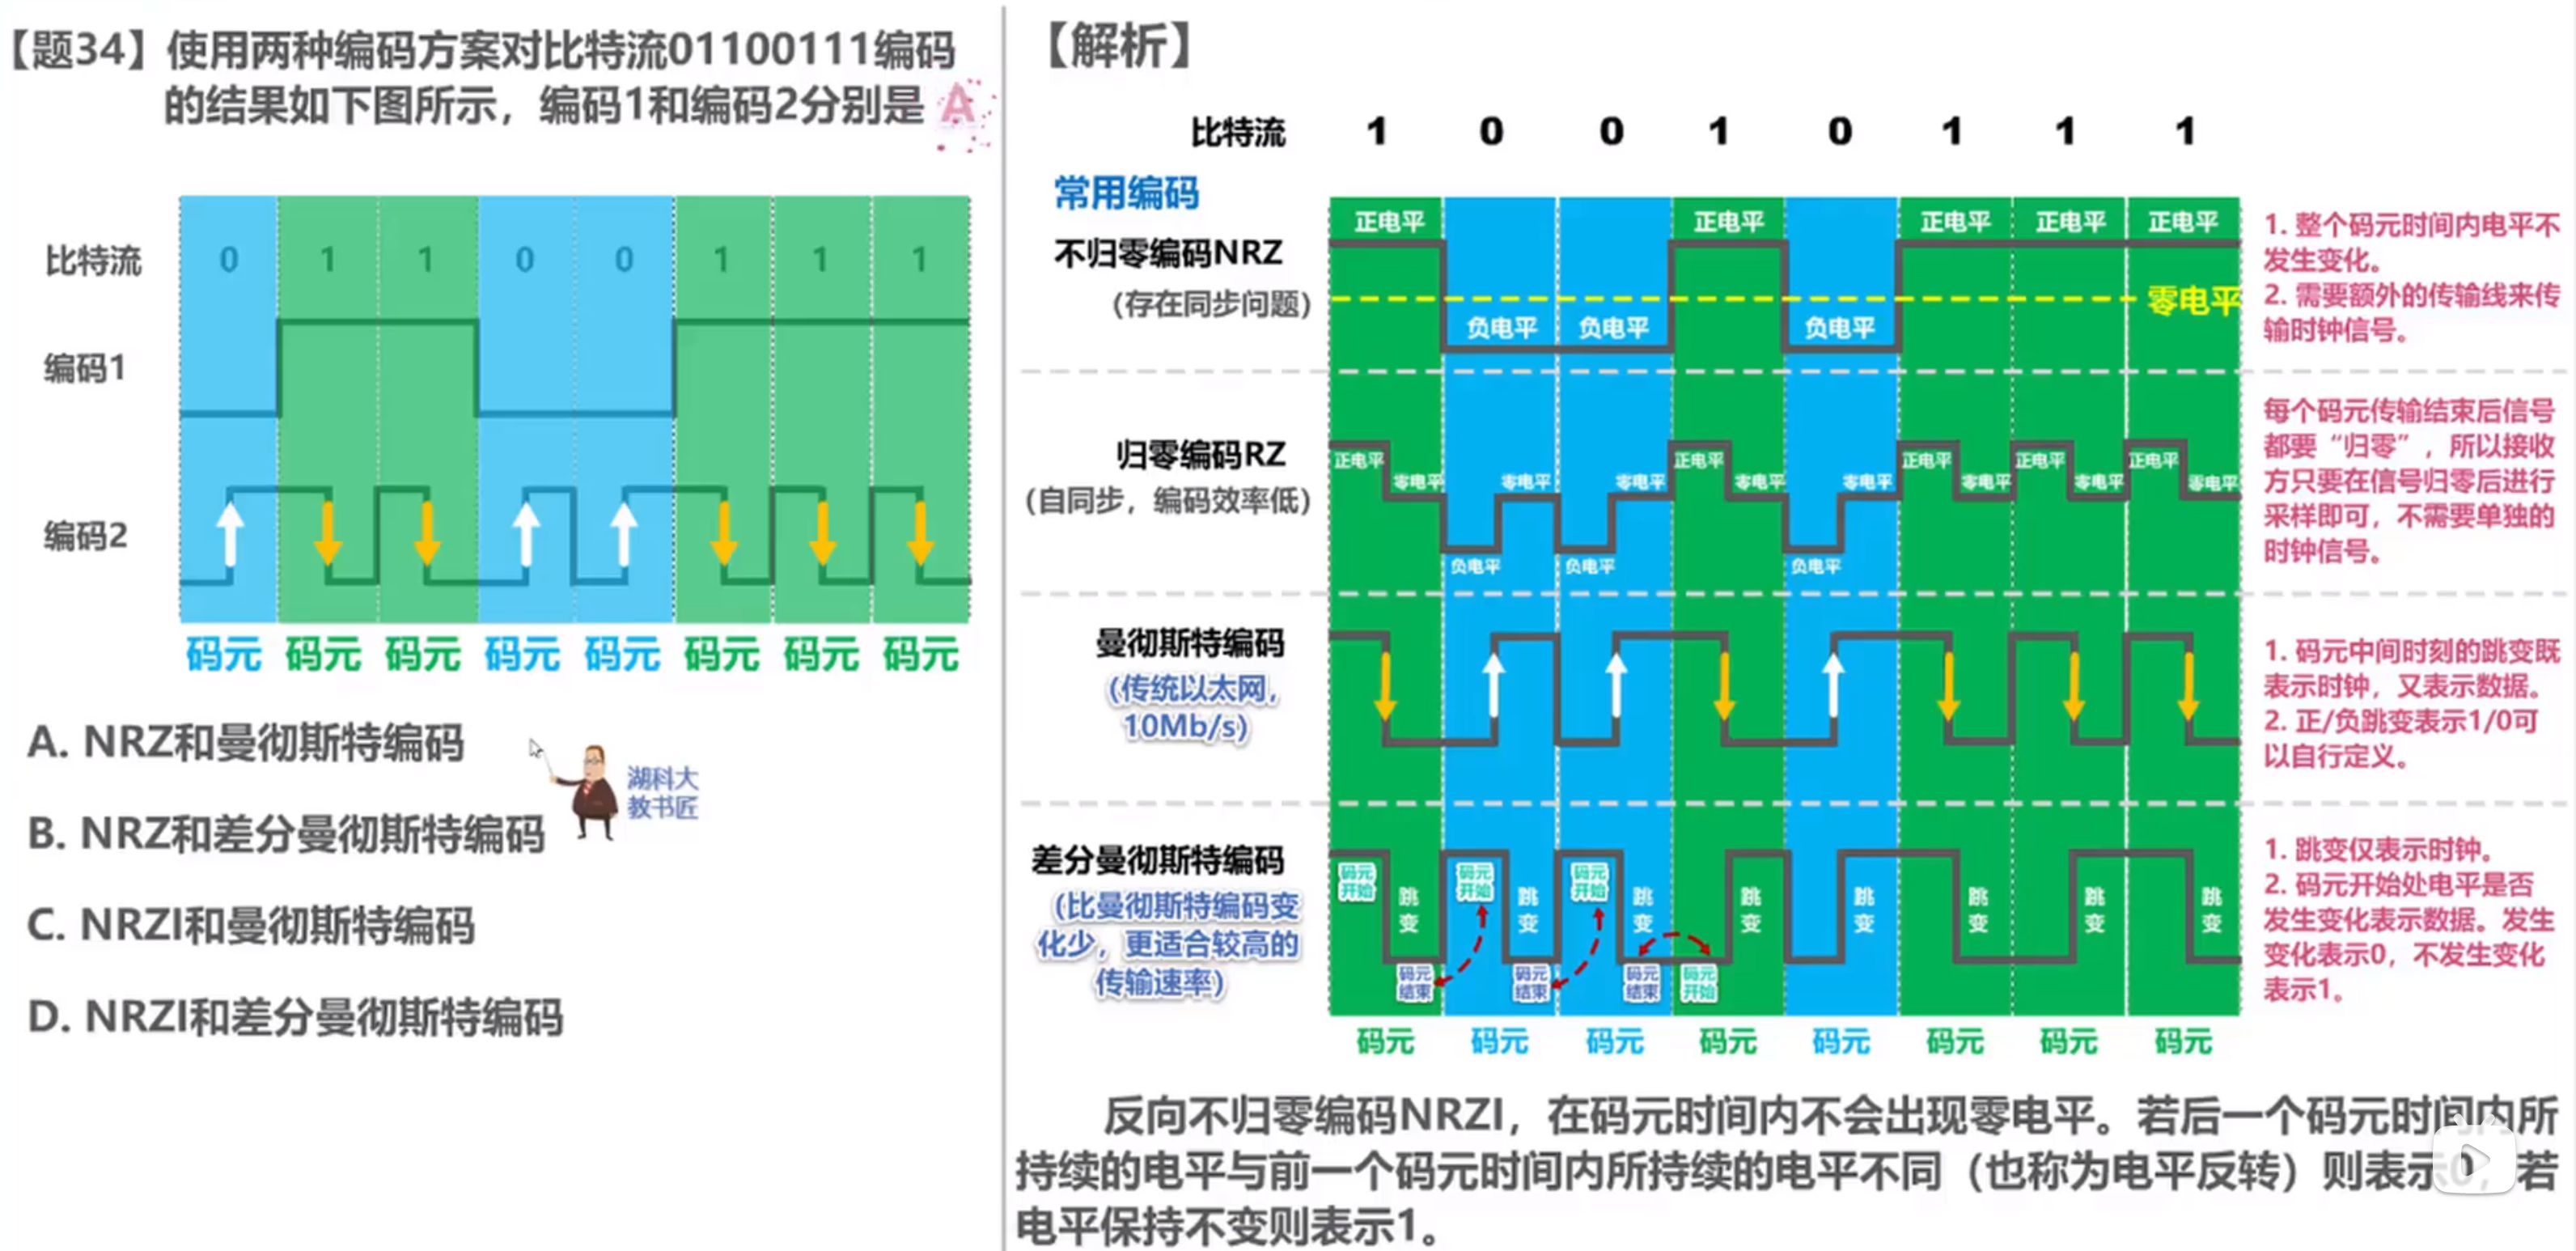 【题34】使用两种编码方案对比特流01100111编码
的结果如下图所示，编码1和编码2分别是 A
比特流 0 1 1 0 0 1 1 1
编码1
编码2
码元 码元 码元 码元 码元 码元 码元 码元
A. NRZ和曼彻斯特编码
B. NRZ和差分曼彻斯特编码
C. NRZI和曼彻斯特编码
D. NRZI和差分曼彻斯特编码
湖科大
教书匠
【解析】
比特流 1 0 0 1 0 1 1 1
常用编码
不归零编码NRZ
（存在同步问题）
正电平 正电平 正电平 正电平 正电平
零电平
负电平 负电平 负电平
1. 整个码元时间内电平不
发生变化。
2. 需要额外的传输线来传
输时钟信号。
归零编码RZ
（自同步，编码效率低）
正电平 正电平 正电平 正电平 正电平
零电平 零电平 零电平 零电平 零电平 零电平 零电平 零电平
负电平 负电平 负电平
每个码元传输结束后信号
都要“归零”，所以接收
方只要在信号归零后进行
采样即可，不需要单独的
时钟信号。
曼彻斯特编码
（传统以太网，
10Mb/s）
1. 码元中间时刻的跳变既
表示时钟，又表示数据。
2. 正/负跳变表示1/0可
以自行定义。
差分曼彻斯特编码
（比曼彻斯特编码变
化少，更适合较高的
传输速率）
码元
开始
码元
开始
码元
开始
跳
变
跳
变
跳
变
跳
变
跳
变
跳
变
跳
变
跳
变
码元
结束
码元
结束
码元
结束
码元
开始
1. 跳变仅表示时钟。
2. 码元开始处电平是否
发生变化表示数据。发生
变化表示0，不发生变化
表示1。
码元 码元 码元 码元 码元 码元 码元 码元
反向不归零编码NRZI，在码元时间内不会出现零电平。若后一个码元时间内所
持续的电平与前一个码元时间内所持续的电平不同（也称为电平反转）则表示0，若
电平保持不变则表示1。